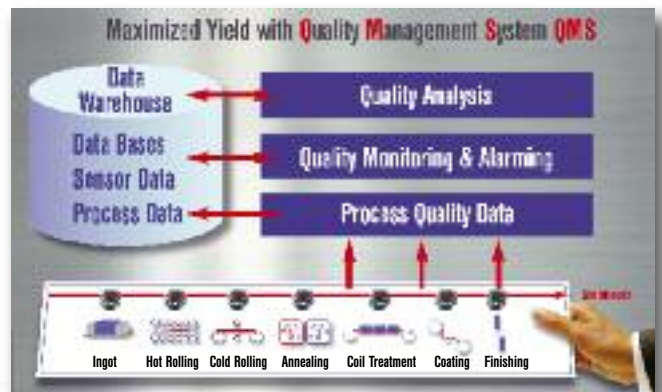 Maximized Yield with Quality Management System QMS
Data
Warehouse
Quality Analysis
Data Bases
Quality Monitoring & Alarming
Sensor Data
Process Data
Process Quality Data
Ingot
Hot Rolling
Cold Rolling
Annealing
Coil Treatment
Coating
Finishing